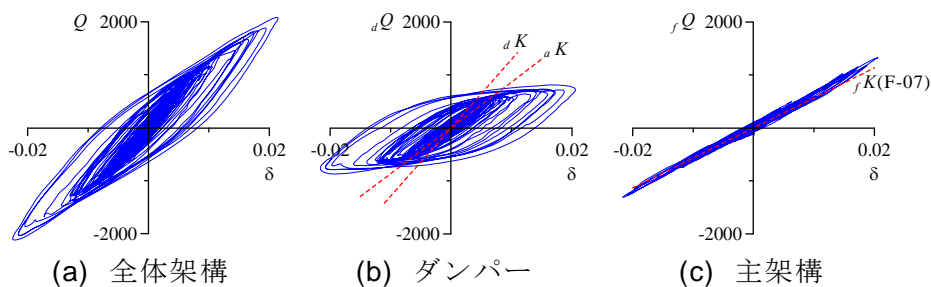 Q 2000 -0.02 0.02 δ -2000
dQ 2000 dK aK -0.02 0.02 δ -2000
fQ 2000 fK(F-07) -0.02 0.02 δ -2000
(a) 全体架構 (b) ダンパー (c) 主架構